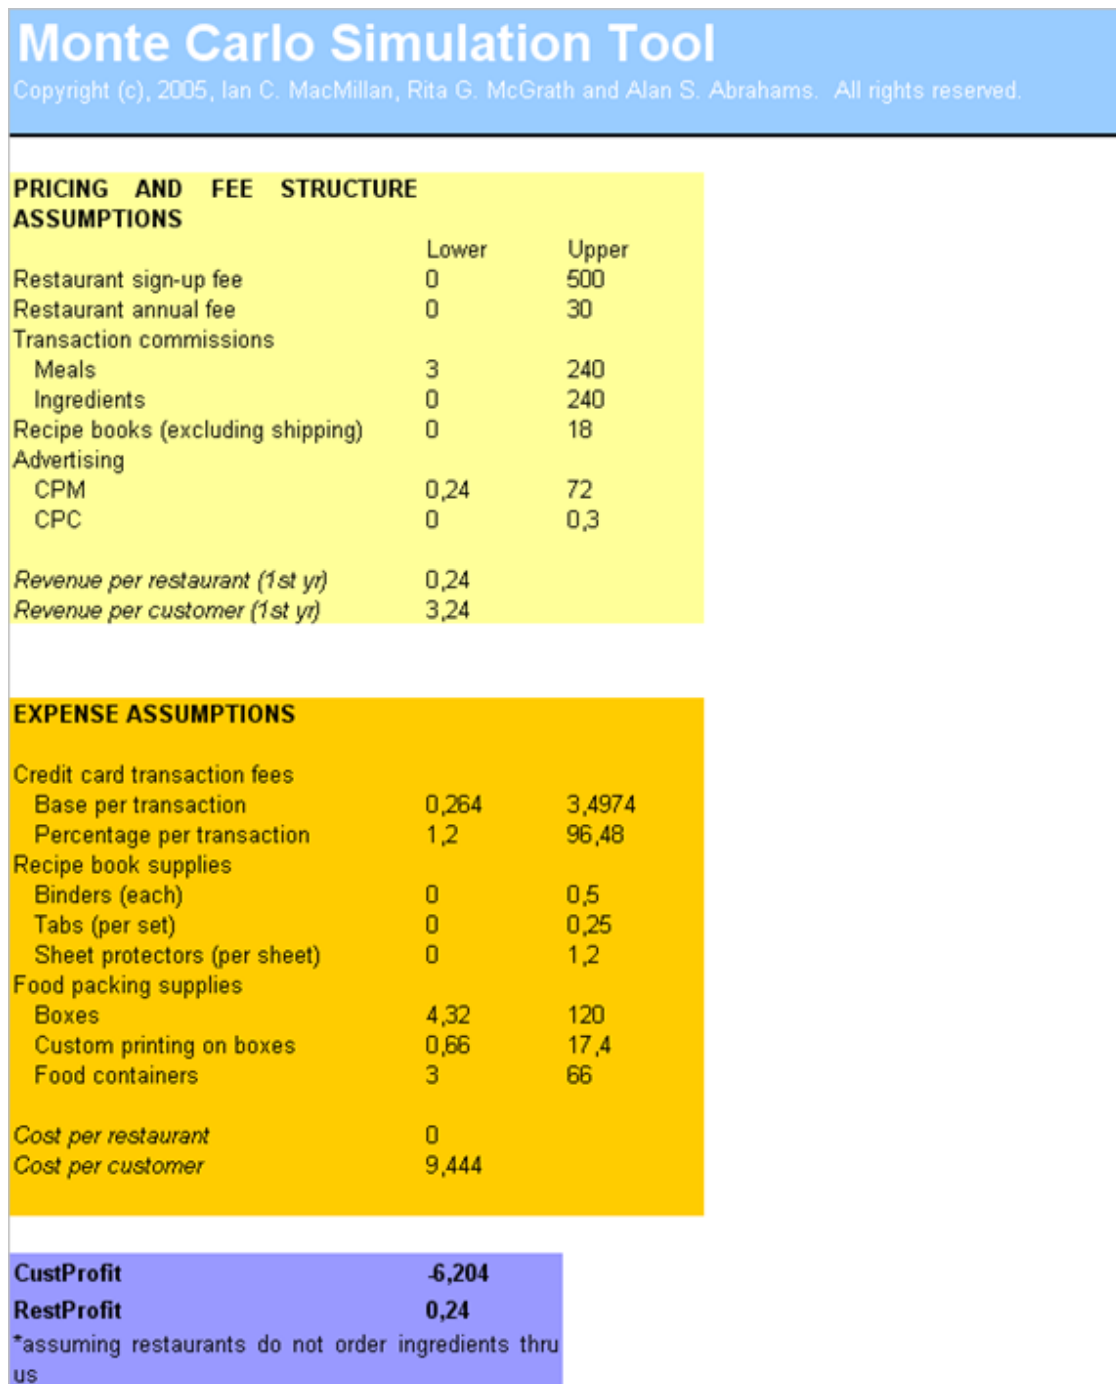 Monte Carlo Simulation Tool
Copyright (c), 2005, Ian C. MacMillan, Rita G. McGrath and Alan S. Abrahams. All rights reserved.
PRICING AND FEE STRUCTURE
ASSUMPTIONS
Lower Upper
Restaurant sign-up fee 0 500
Restaurant annual fee 0 30
Transaction commissions
Meals 3 240
Ingredients 0 240
Recipe books (excluding shipping) 0 18
Advertising
CPM 0,24 72
CPC 0 0,3
Revenue per restaurant (1st yr) 0,24
Revenue per customer (1st yr) 3,24
EXPENSE ASSUMPTIONS
Credit card transaction fees
Base per transaction 0,264 3,4974
Percentage per transaction 1,2 96,48
Recipe book supplies
Binders (each) 0 0,5
Tabs (per set) 0 0,25
Sheet protectors (per sheet) 0 1,2
Food packing supplies
Boxes 4,32 120
Custom printing on boxes 0,66 17,4
Food containers 3 66
Cost per restaurant 0
Cost per customer 9,444
CustProfit -6,204
RestProfit 0,24
*assuming restaurants do not order ingredients thru
us